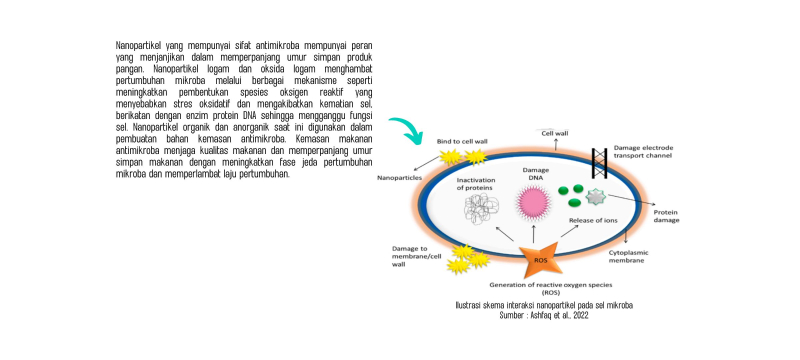 Nanopartikel yang mempunyai sifat antimikroba mempunyai peran
yang menjanjikan dalam memperpanjang umur simpan produk
pangan. Nanopartikel logam dan oksida logam menghambat
pertumbuhan mikroba melalui berbagai mekanisme seperti
meningkatkan pembentukan spesies oksigen reaktif yang
menyebabkan stres oksidatif dan mengakibatkan kematian sel,
berikatan dengan enzim protein DNA sehingga mengganggu fungsi
sel. Nanopartikel organik dan anorganik saat ini digunakan dalam
pembuatan bahan kemasan antimikroba. Kemasan makanan
antimikroba menjaga kualitas makanan dan memperpanjang umur
simpan makanan dengan meningkatkan fase jeda pertumbuhan
mikroba dan memperlambat laju pertumbuhan.
Cell wall
Bind to cell wall
Damage electrode
transport channel
Nanoparticles
Inactivation
of proteins
Damage
DNA
Release of ions
Protein
damage
Damage to
membrane/cell
wall
ROS
Cytoplasmic
membrane
Generation of reactive oxygen species
(ROS)
Ilustrasi skema interaksi nanopartikel pada sel mikroba
Sumber : Ashfaq et al., 2022